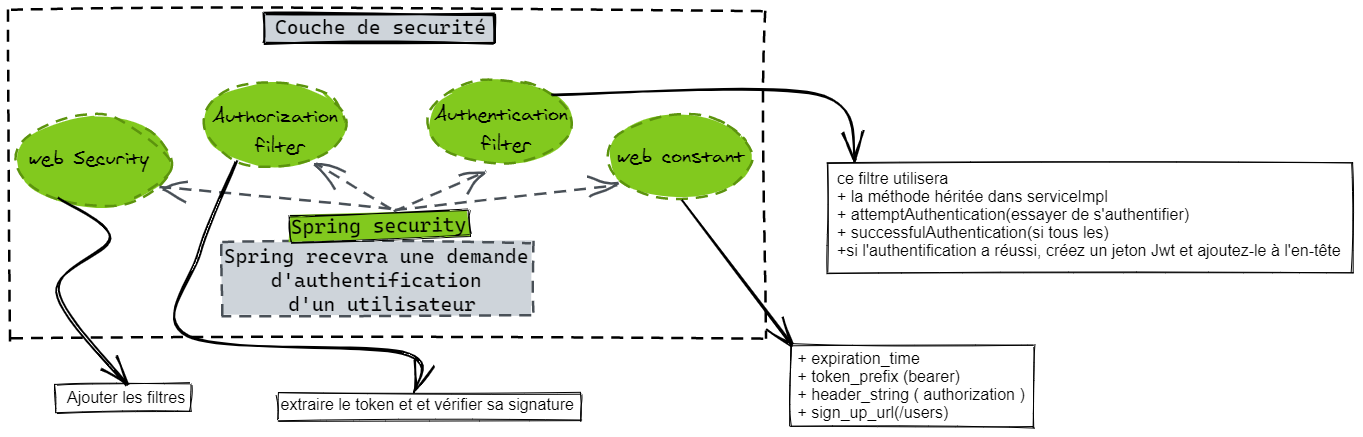 Couche de securité
web Security
Authorization
filter
Authentication
filter
web constant
Spring security
Spring recevra une demande
d'authentification
d'un utilisateur
ce filtre utilisera
+ la méthode héritée dans serviceImpl
+ attemptAuthentication(essayer de s'authentifier)
+ successfulAuthentication(si tous les)
+si l'authentification a réussi, créez un jeton Jwt et ajoutez-le à l'en-tête
Ajouter les filtres
extraire le token et et vérifier sa signature
+ expiration_time
+ token_prefix (bearer)
+ header_string ( authorization )
+ sign_up_url(/users)